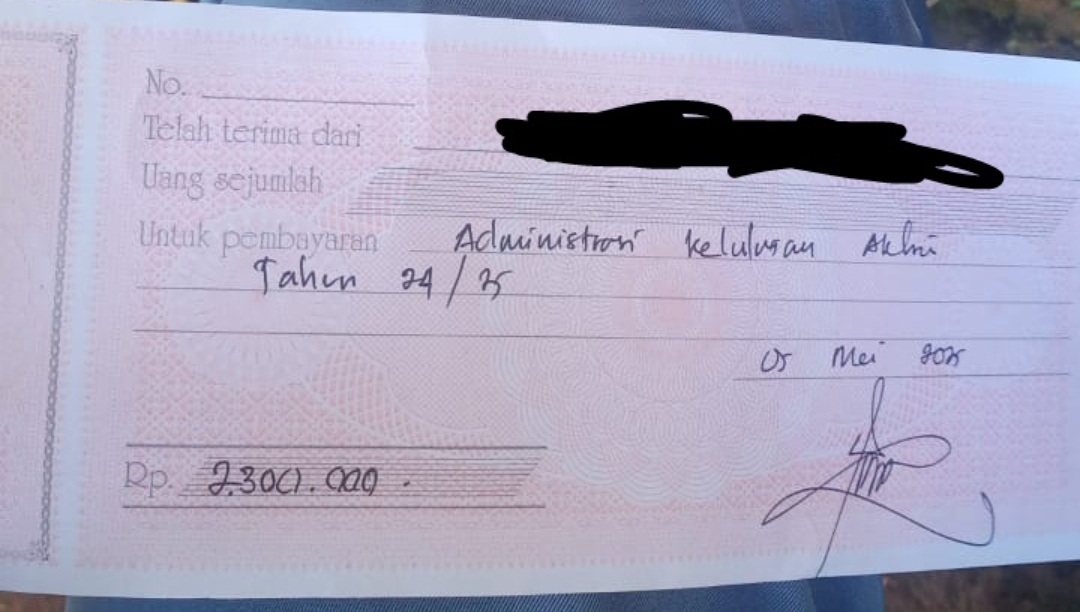 No.
Telah terima dari
Uang sejumlah
Untuk pembayaran Administrasi Kelulusan Akhir
Tahun 24/25
05 Mei 2025
Rp. 2.300.000